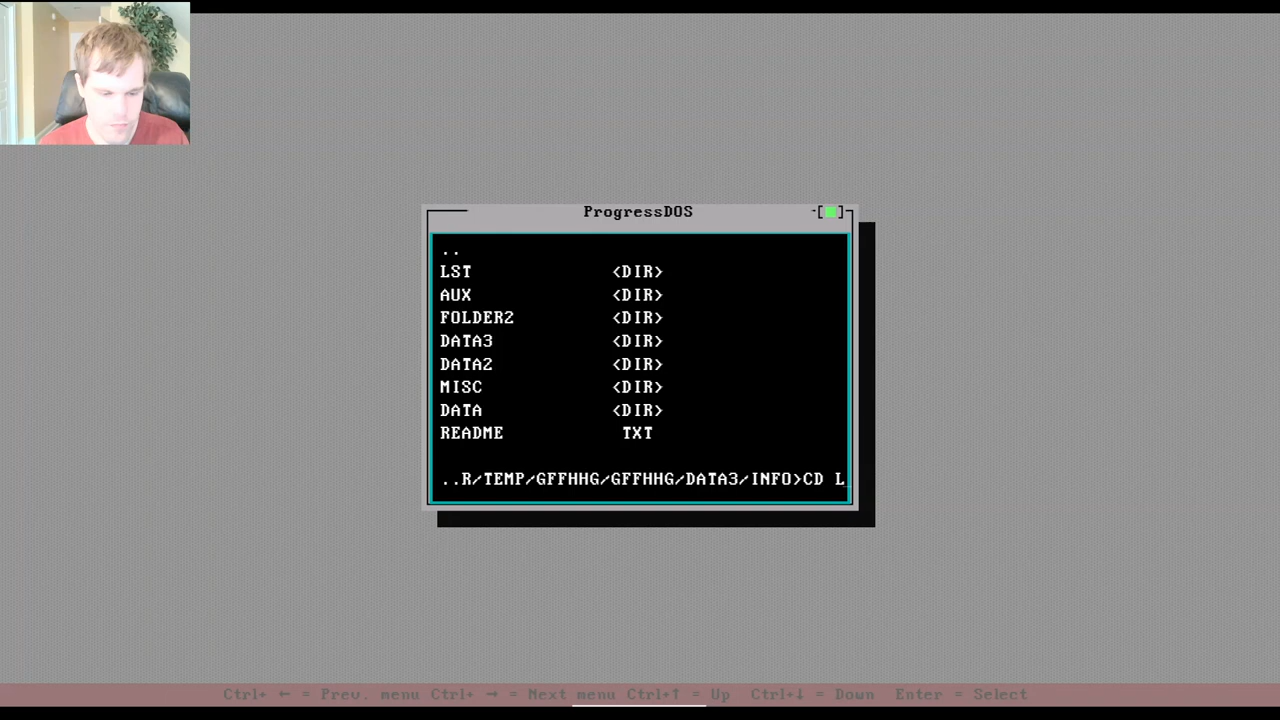 ProgressDOS
-[ ]
..
LST <DIR>
AUX <DIR>
FOLDER2 <DIR>
DATA3 <DIR>
DATA2 <DIR>
MISC <DIR>
DATA <DIR>
README TXT
..R/TEMP/GFFHHG/GFFHHG/DATA3/INFO>CD L_
Ctrl+ ← = Prev. menu Ctrl+ → = Next menu Ctrl+↑ = Up Ctrl+↓ = Down Enter = Select